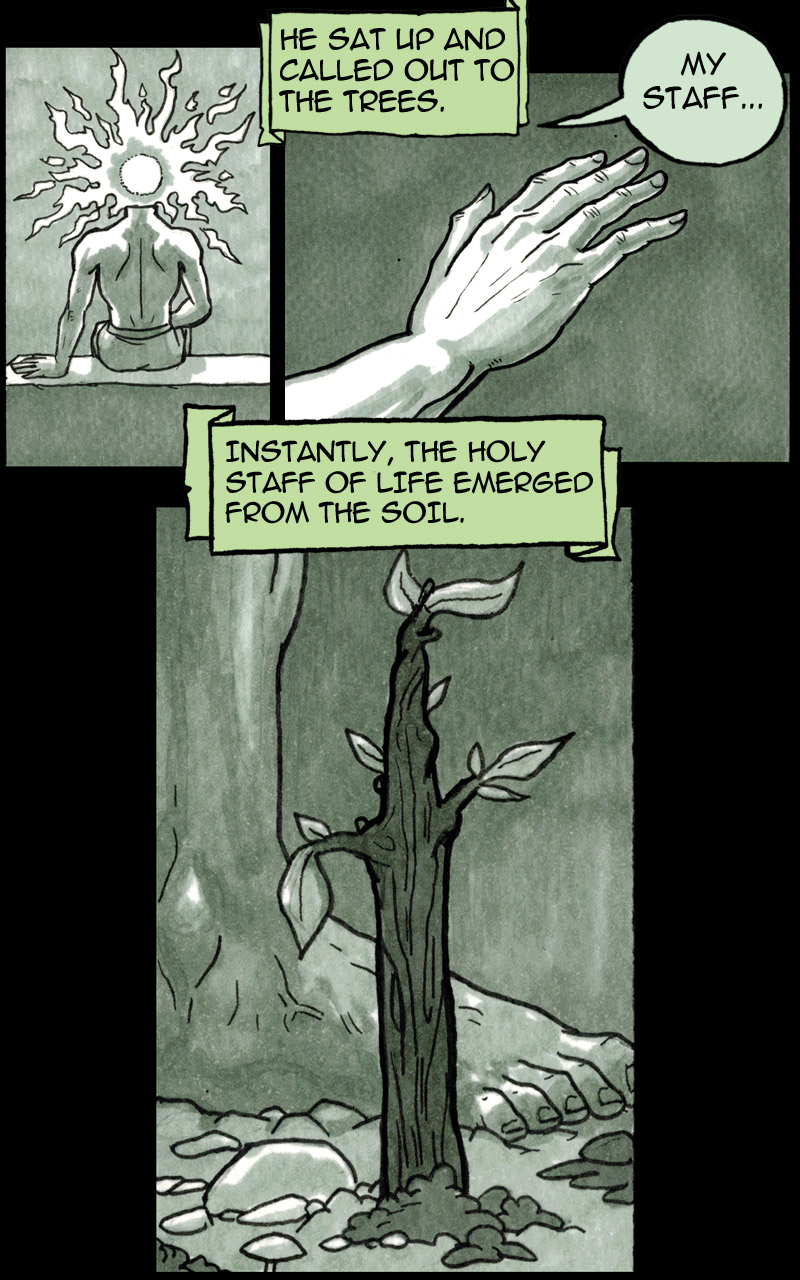 HE SAT UP AND
CALLED OUT TO
THE TREES.
MY
STAFF...
INSTANTLY, THE HOLY
STAFF OF LIFE EMERGED
FROM THE SOIL.